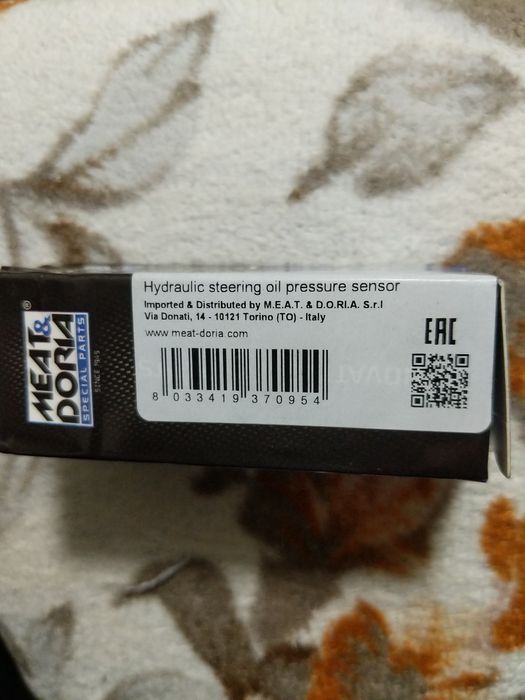 Hydraulic steering oil pressure sensor
Imported & Distributed by M.E.A.T. & D.O.R.I.A. S.r.l
Via Donati, 14 - 10121 Torino (TO) - Italy
www.meat-doria.com
8 033419 370954
EAC
MEAT&
DORIA®
SPECIAL PARTS